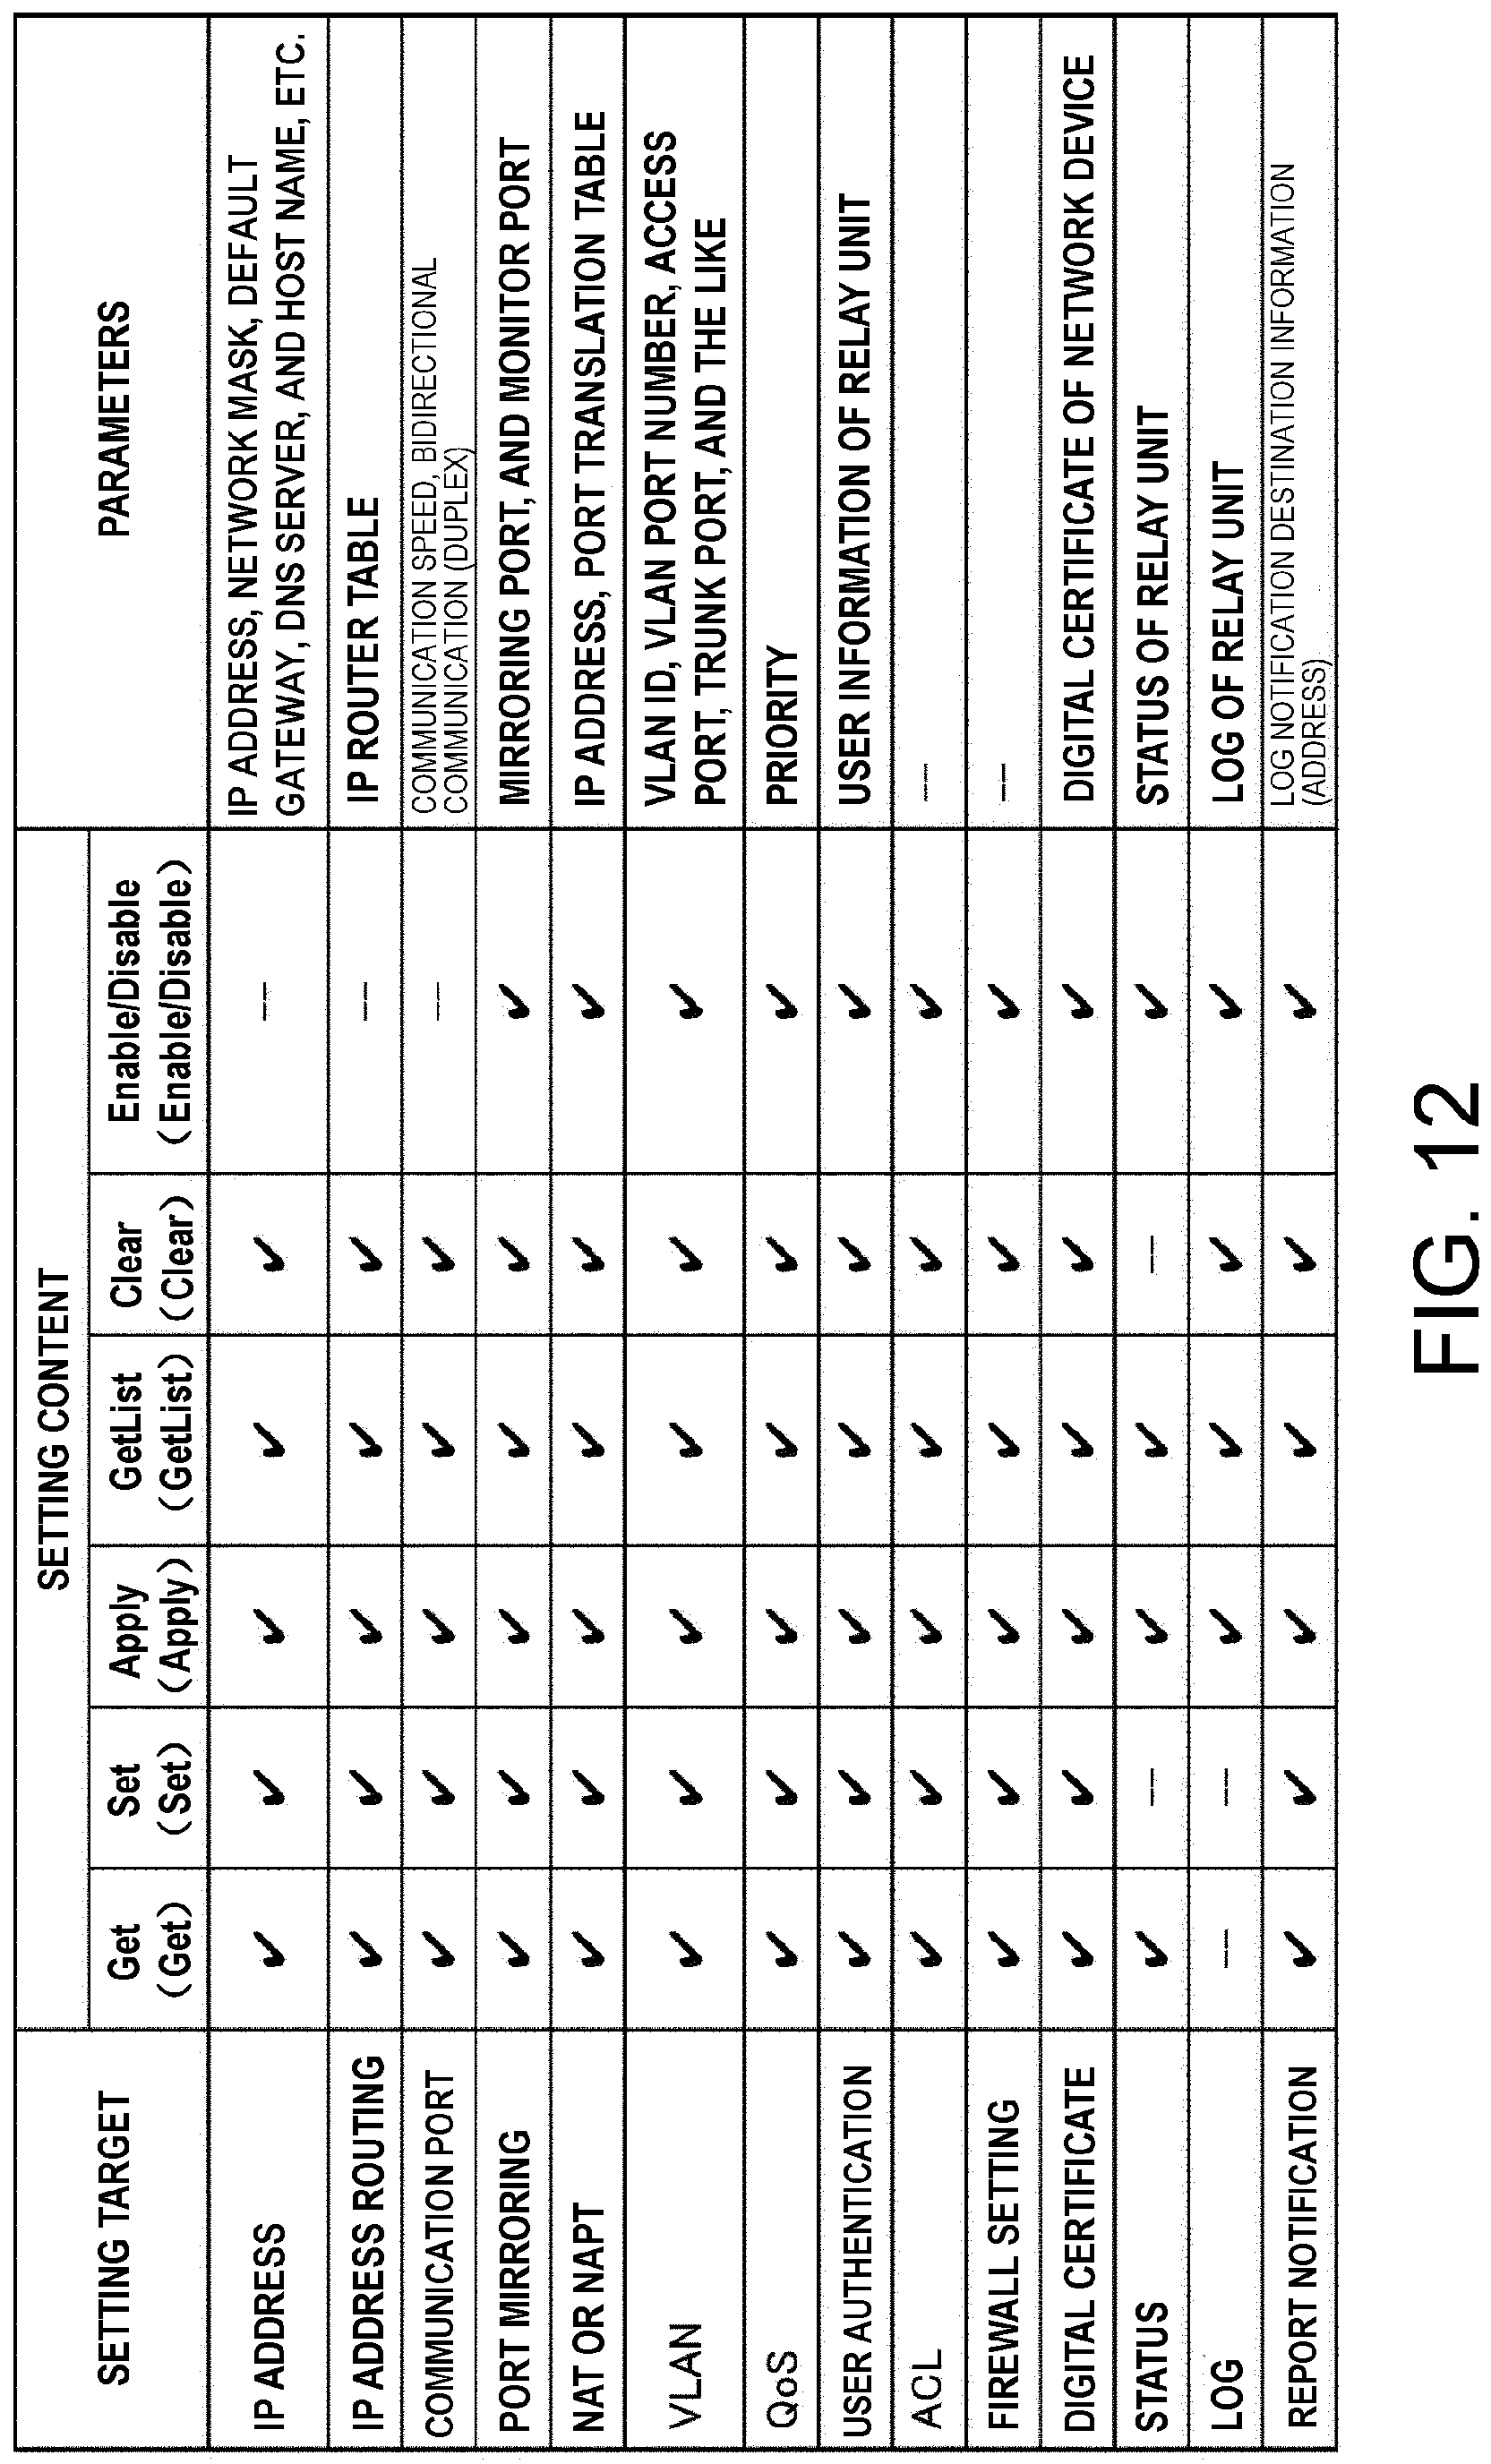 SETTING TARGET
SETTING CONTENT
PARAMETERS
Get
(Get)
Set
(Set)
Apply
(Apply)
GetList
(GetList)
Clear
(Clear)
Enable/Disable
(Enable/Disable)
IP ADDRESS ✓ ✓ ✓ ✓ ✓ -- IP ADDRESS, NETWORK MASK, DEFAULT
GATEWAY, DNS SERVER, AND HOST NAME, ETC.
IP ADDRESS ROUTING ✓ ✓ ✓ ✓ ✓ -- IP ROUTER TABLE
COMMUNICATION PORT ✓ ✓ ✓ ✓ ✓ -- COMMUNICATION SPEED, BIDIRECTIONAL
COMMUNICATION (DUPLEX)
PORT MIRRORING ✓ ✓ ✓ ✓ ✓ ✓ MIRRORING PORT, AND MONITOR PORT
NAT OR NAPT ✓ ✓ ✓ ✓ ✓ ✓ IP ADDRESS, PORT TRANSLATION TABLE
VLAN ✓ ✓ ✓ ✓ ✓ ✓ VLAN ID, VLAN PORT NUMBER, ACCESS
PORT, TRUNK PORT, AND THE LIKE
QoS ✓ ✓ ✓ ✓ ✓ ✓ PRIORITY
USER AUTHENTICATION ✓ ✓ ✓ ✓ ✓ ✓ USER INFORMATION OF RELAY UNIT
ACL ✓ ✓ ✓ ✓ ✓ ✓ --
FIREWALL SETTING ✓ ✓ ✓ ✓ ✓ ✓ --
DIGITAL CERTIFICATE ✓ ✓ ✓ ✓ ✓ ✓ DIGITAL CERTIFICATE OF NETWORK DEVICE
STATUS ✓ -- ✓ ✓ -- ✓ STATUS OF RELAY UNIT
LOG -- -- ✓ ✓ ✓ ✓ LOG OF RELAY UNIT
REPORT NOTIFICATION ✓ ✓ ✓ ✓ ✓ ✓ LOG NOTIFICATION DESTINATION INFORMATION
(ADDRESS)
FIG. 12